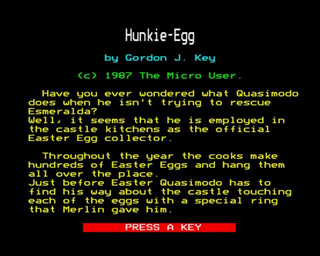 Hunkie-Egg
by Gordon J. Key
(c) 1987 The Micro User.
Have you ever wondered what Quasimodo
does when he isn't trying to rescue
Esmeralda?
Well, it seems that he is employed in
the castle kitchens as the official
Easter Egg collector.
Throughout the year the cooks make
hundreds of Easter Eggs and hang them
all over the place.
Just before Easter Quasimodo has to
find his way about the castle touching
each of the eggs with a special ring
that Merlin gave him.
PRESS A KEY